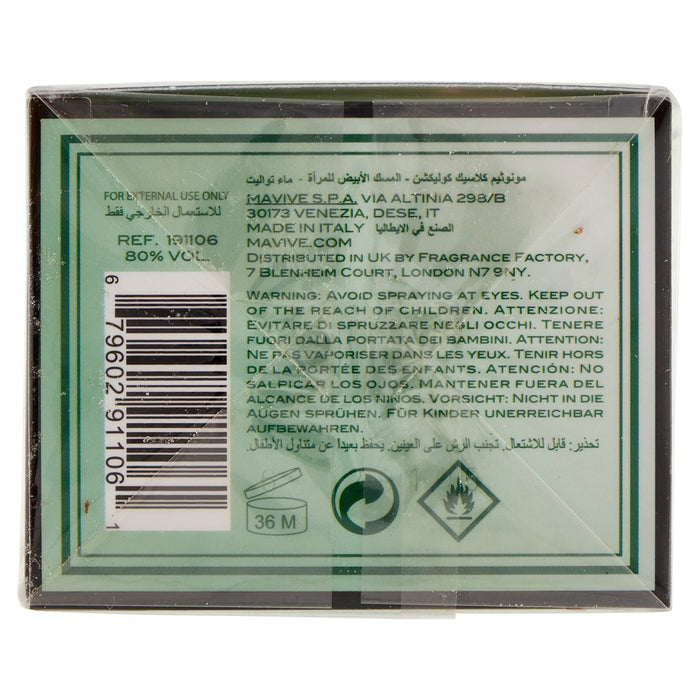 مونوثيم كلاسيك كوليكشن - المسك الأبيض للمرأة - ماء تواليت
MAVIVE S.P.A. VIA ALTINIA 298/B
30173 VENEZIA, DESE, IT
MADE IN ITALY الصنع في الايطاليا
MAVIVE.COM
DISTRIBUTED IN UK BY FRAGRANCE FACTORY,
7 BLENHEIM COURT, LONDON N7 9NY.
FOR EXTERNAL USE ONLY
للاستعمال الخارجي فقط
REF. 191106
80% VOL.
6 79602 91106 1
WARNING: AVOID SPRAYING AT EYES. KEEP OUT
OF THE REACH OF CHILDREN. ATTENZIONE:
EVITARE DI SPRUZZARE NEGLI OCCHI. TENERE
FUORI DALLA PORTATA DEI BAMBINI. ATTENTION:
NE PAS VAPORISER DANS LES YEUX. TENIR HORS
DE LA PORTÉE DES ENFANTS. ATENCIÓN: NO
SALPICAR LOS OJOS. MANTENER FUERA DEL
ALCANCE DE LOS NIÑOS. VORSICHT: NICHT IN DIE
AUGEN SPRÜHEN. FÜR KINDER UNERREICHBAR
AUFBEWAHREN.
تحذير: قابل للاشتعال. تجنب الرش على العينين. يحفظ بعيدا عن متناول الأطفال.
36 M